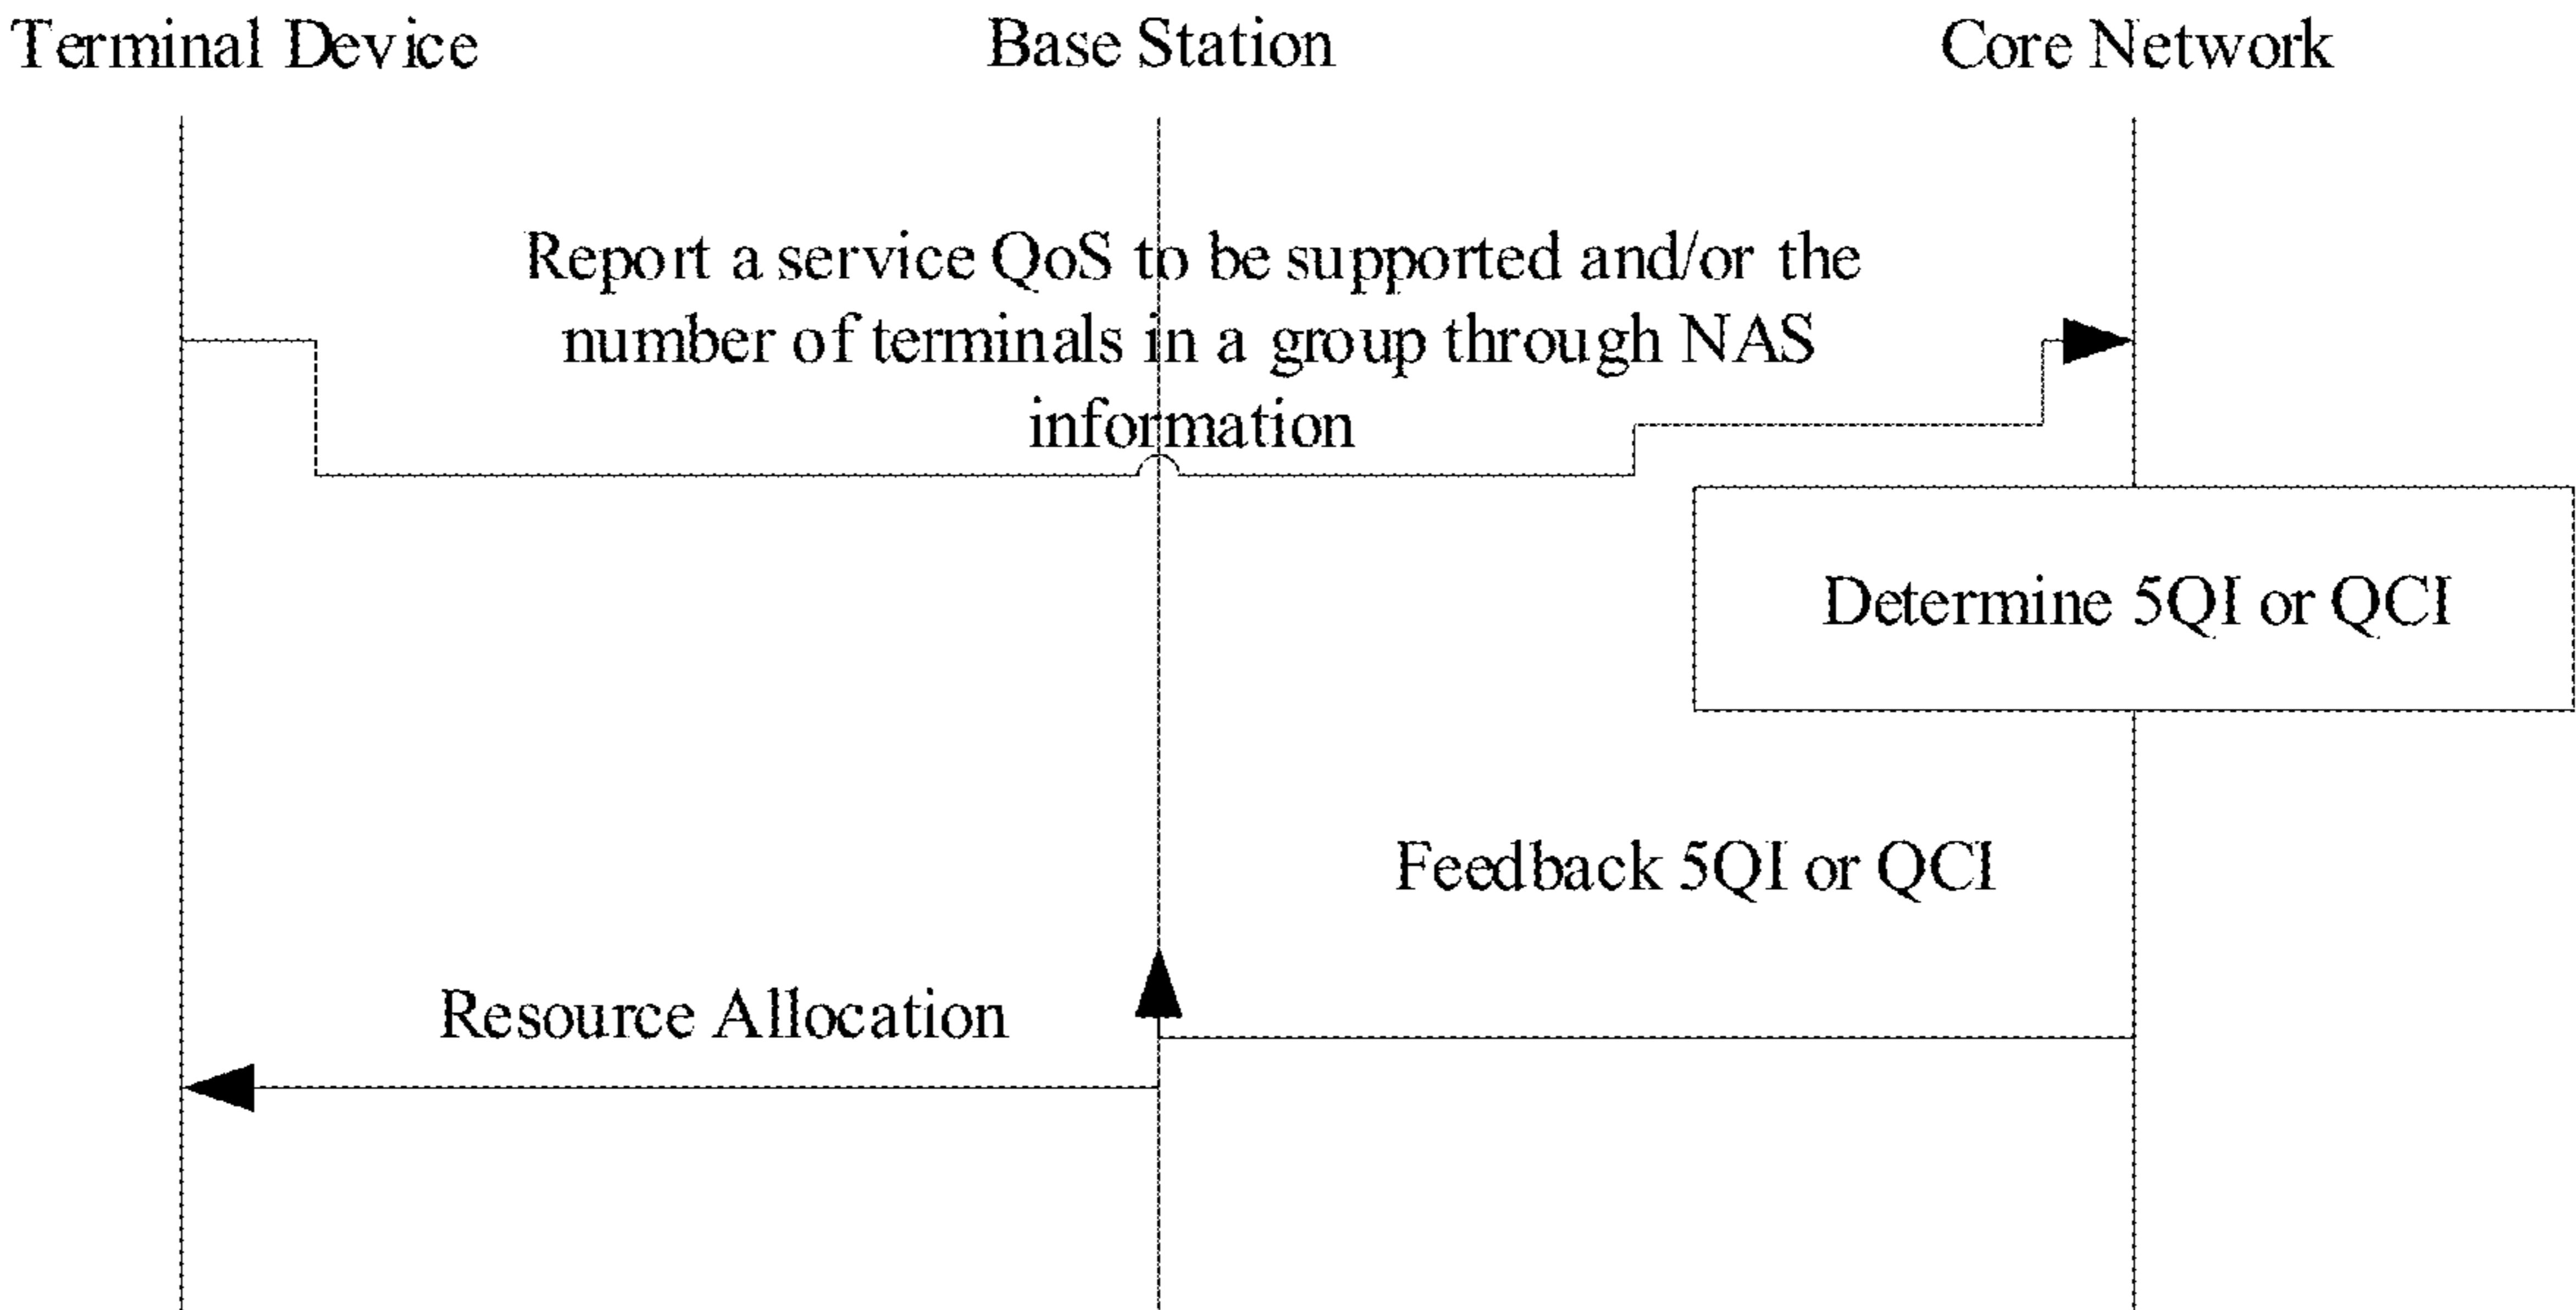 Terminal Device
Base Station
Core Network
Report a service QoS to be supported and/or the
number of terminals in a group through NAS
information
Determine 5QI or QCI
Feedback 5QI or QCI
Resource Allocation